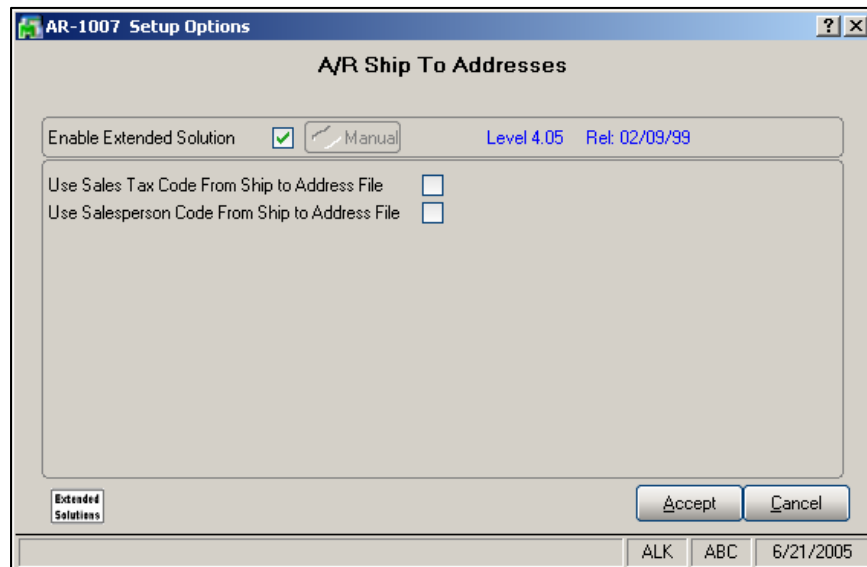 AR-1007 Setup Options
A/R Ship To Addresses
Enable Extended Solution Manual Level 4.05 Rel: 02/09/99
Use Sales Tax Code From Ship to Address File
Use Salesperson Code From Ship to Address File
Extended
Solutions
Accept Cancel
ALK ABC 6/21/2005